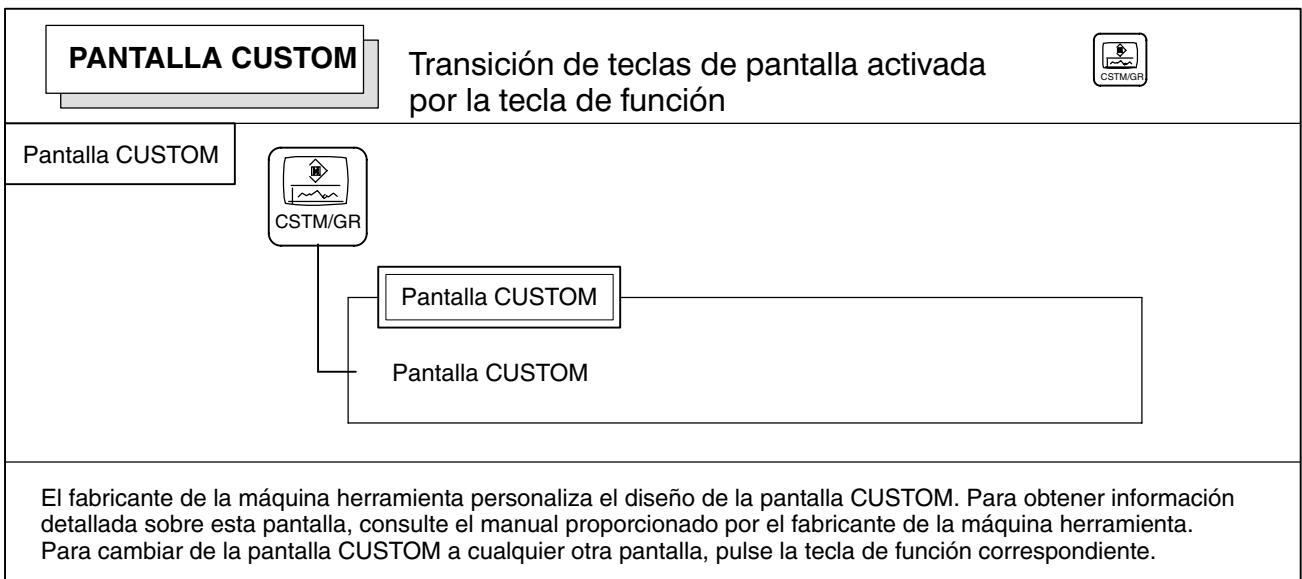 PANTALLA CUSTOM
Transición de teclas de pantalla activada
por la tecla de función
CSTM/GR
Pantalla CUSTOM
CSTM/GR
Pantalla CUSTOM
Pantalla CUSTOM
El fabricante de la máquina herramienta personaliza el diseño de la pantalla CUSTOM. Para obtener información
detallada sobre esta pantalla, consulte el manual proporcionado por el fabricante de la máquina herramienta.
Para cambiar de la pantalla CUSTOM a cualquier otra pantalla, pulse la tecla de función correspondiente.